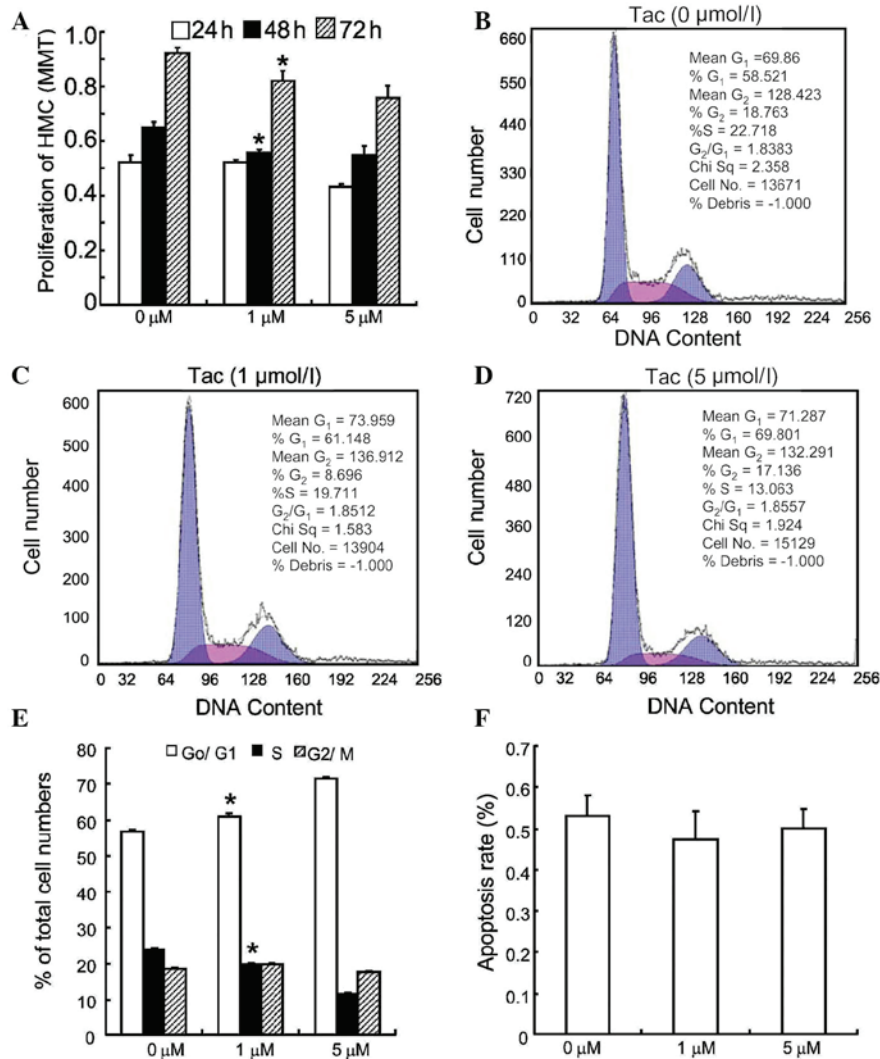 A
24 h 48 h 72 h
Proliferation of HMC (MMT)
1.0
0.8
0.6
0.4
0.2
0
*
*
0 µM 1 µM 5 µM
B
Tac (0 µmol/l)
Cell number
660
550
440
330
220
110
0
Mean G1 =69.86
% G1 = 58.521
Mean G2 = 128.423
% G2 = 18.763
%S = 22.718
G2/G1 = 1.8383
Chi Sq = 2.358
Cell No. = 13671
% Debris = -1.000
0 32 64 96 128 160 192 224 256
DNA Content
C
Tac (1 µmol/l)
Cell number
600
500
400
300
200
100
0
Mean G1 = 73.959
% G1 = 61.148
Mean G2 = 136.912
% G2 = 8.696
%S = 19.711
G2/G1 = 1.8512
Chi Sq = 1.583
Cell No. = 13904
% Debris = -1.000
0 32 64 96 128 192 192 224 256
DNA Content
D
Tac (5 µmol/l)
Cell number
720
600
480
360
240
120
0
Mean G1 = 71.287
% G1 = 69.801
Mean G2 = 132.291
% G2 = 17.136
% S = 13.063
G2/G1 = 1.8557
Chi Sq = 1.924
Cell No. = 15129
% Debris = -1.000
0 32 64 96 128 160 192 224 256
DNA Content
E
Go/ G1 S G2/ M
% of total cell numbers
80
70
60
50
40
30
20
10
0
*
*
0 µM 1 µM 5 µM
F
Apoptosis rate (%)
0.7
0.6
0.5
0.4
0.3
0.2
0.1
0
0 µM 1 µM 5 µM